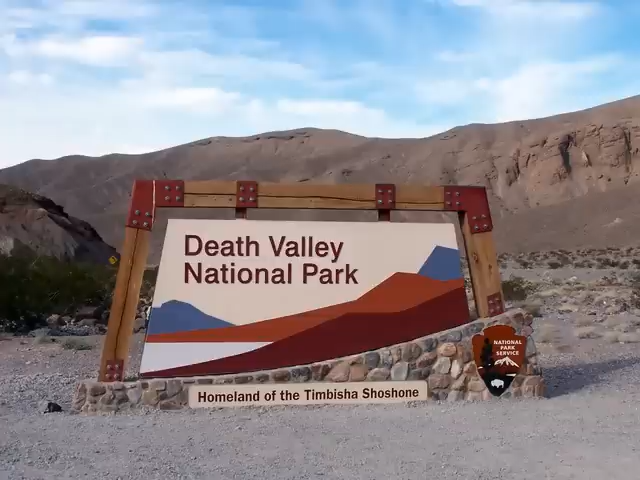 Death Valley
National Park
NATIONAL
PARK
SERVICE
Homeland of the Timbisha Shoshone